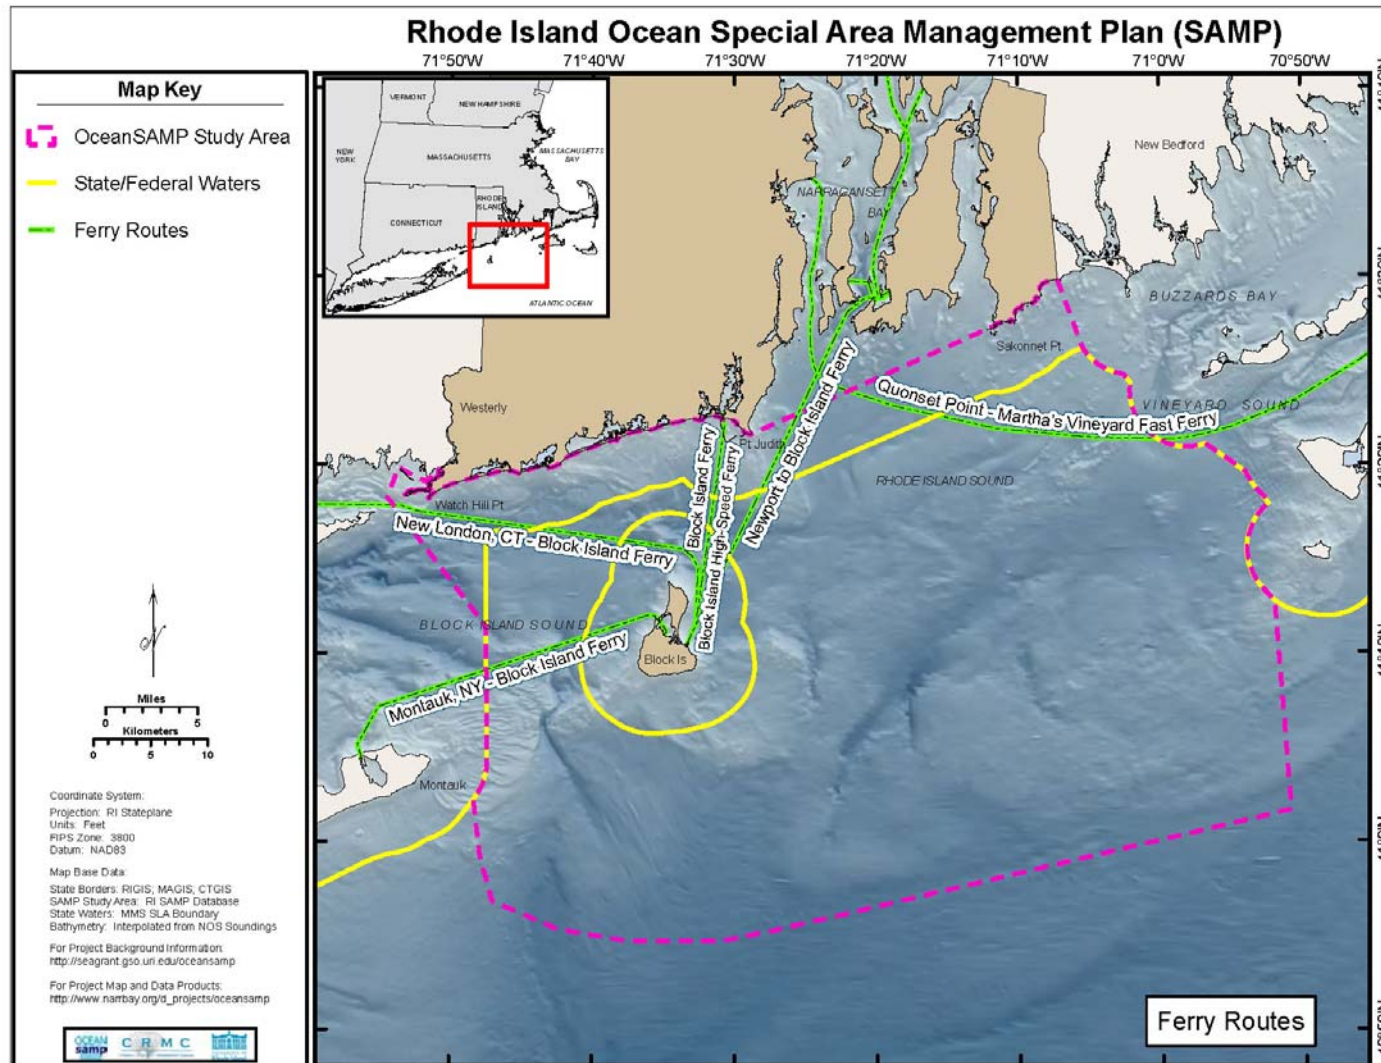 Rhode Island Ocean Special Area Management Plan (SAMP)
71°50'W
71°40'W
71°30'W
71°20'W
71°10'W
71°0'W
70°50'W
Map Key
OceanSAMP Study Area
State/Federal Waters
Ferry Routes
VERMONT
NEW HAMPSHIRE
NEW YORK
MASSACHUSETTS
MASSACHUSETTS BAY
CONNECTICUT
RHODE ISLAND
ATLANTIC OCEAN
New Bedford
NARRAGANSETT BAY
BUZZARDS BAY
Sakonnet Pt.
Westerly
Quonset Point - Martha's Vineyard Fast Ferry
VINEYARD SOUND
Pt Judith
Block Island Ferry
Block Island High-Speed Ferry
Newport to Block Island Ferry
RHODE ISLAND SOUND
Watch Hill Pt
New London, CT - Block Island Ferry
BLOCK ISLAND SOUND
Montauk, NY - Block Island Ferry
Block Is
Montauk
N
Miles
0 5
Kilometers
0 5 10
Coordinate System:
Projection: RI Stateplane
Units: Feet
FIPS Zone: 3800
Datum: NAD83
Map Base Data:
State Borders: RIGIS, MAGIS, CTGIS
SAMP Study Area: RI SAMP Database
State Waters: MMS SLA Boundary
Bathymetry: Interpolated from NOS Soundings
For Project Background Information:
http://seagrant.gso.uri.edu/oceansamp
For Project Map and Data Products:
http://www.narrbay.org/d_projects/oceansamp
OCEAN samp
CRMC
Ferry Routes